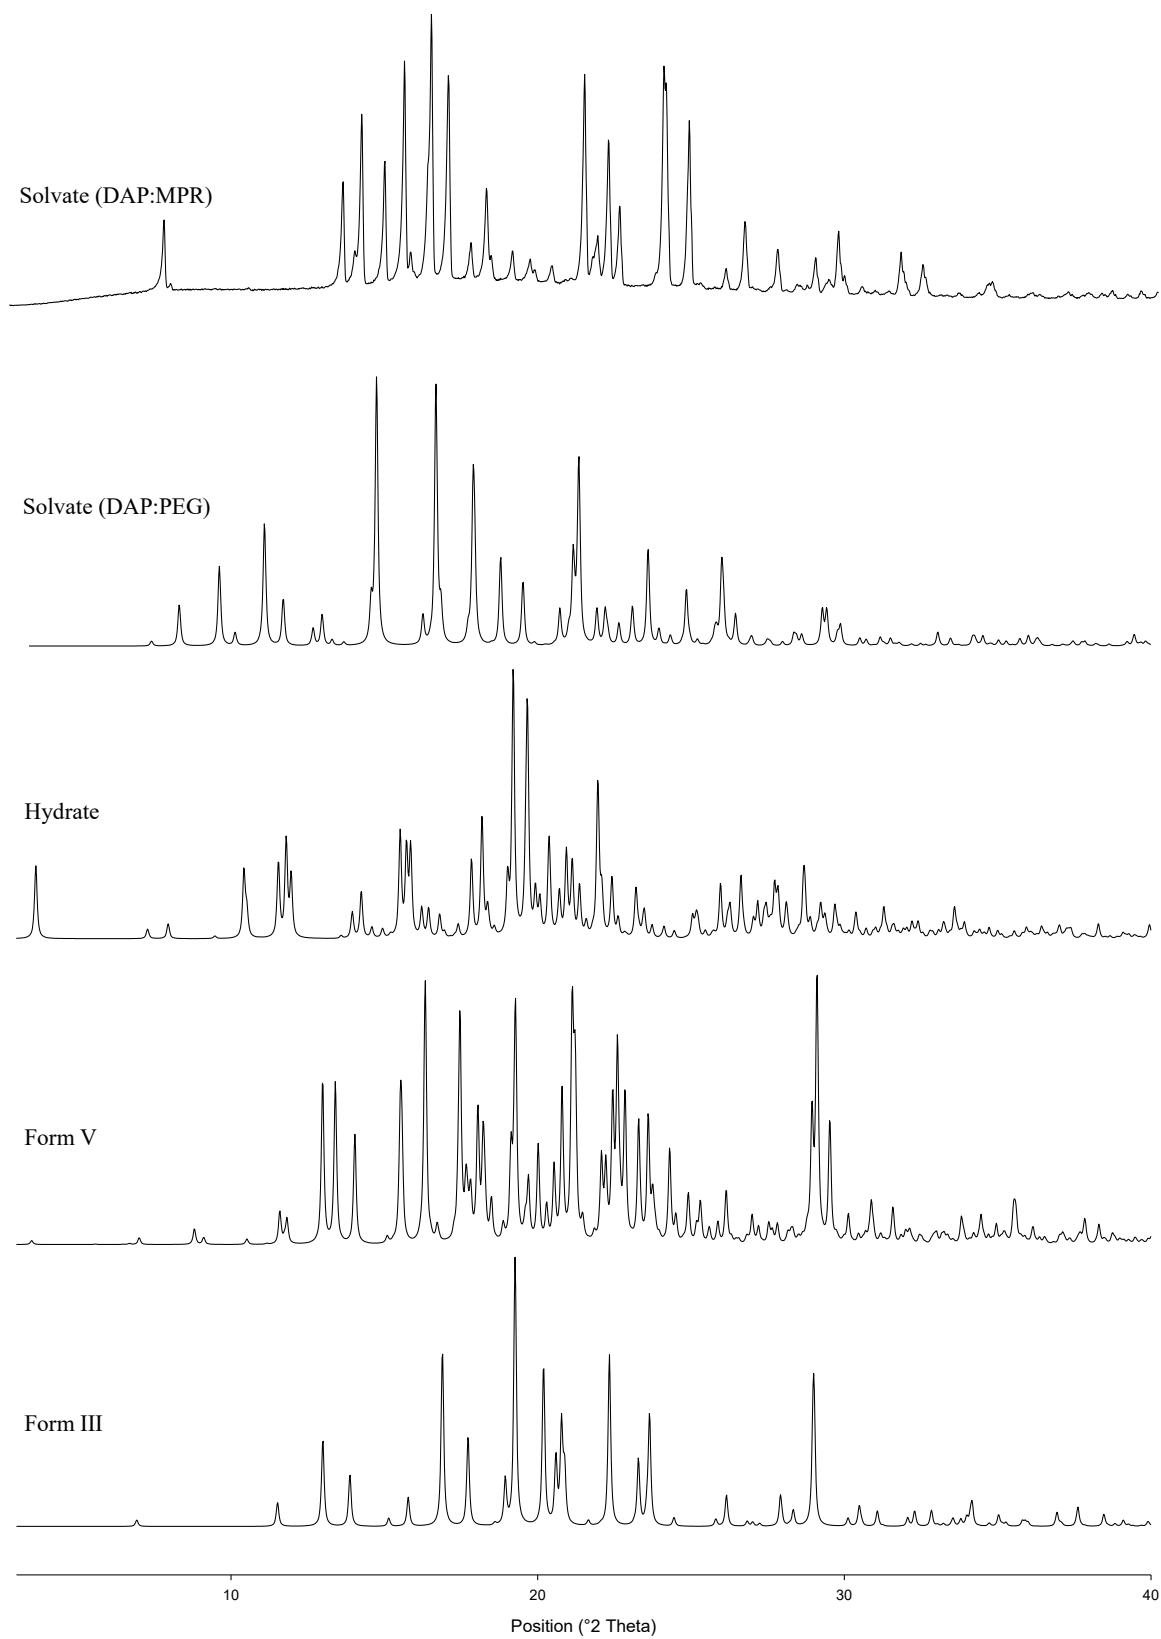 Solvate (DAP:MPR)
Solvate (DAP:PEG)
Hydrate
Form V
Form III
10 20 30 40
Position (°2 Theta)